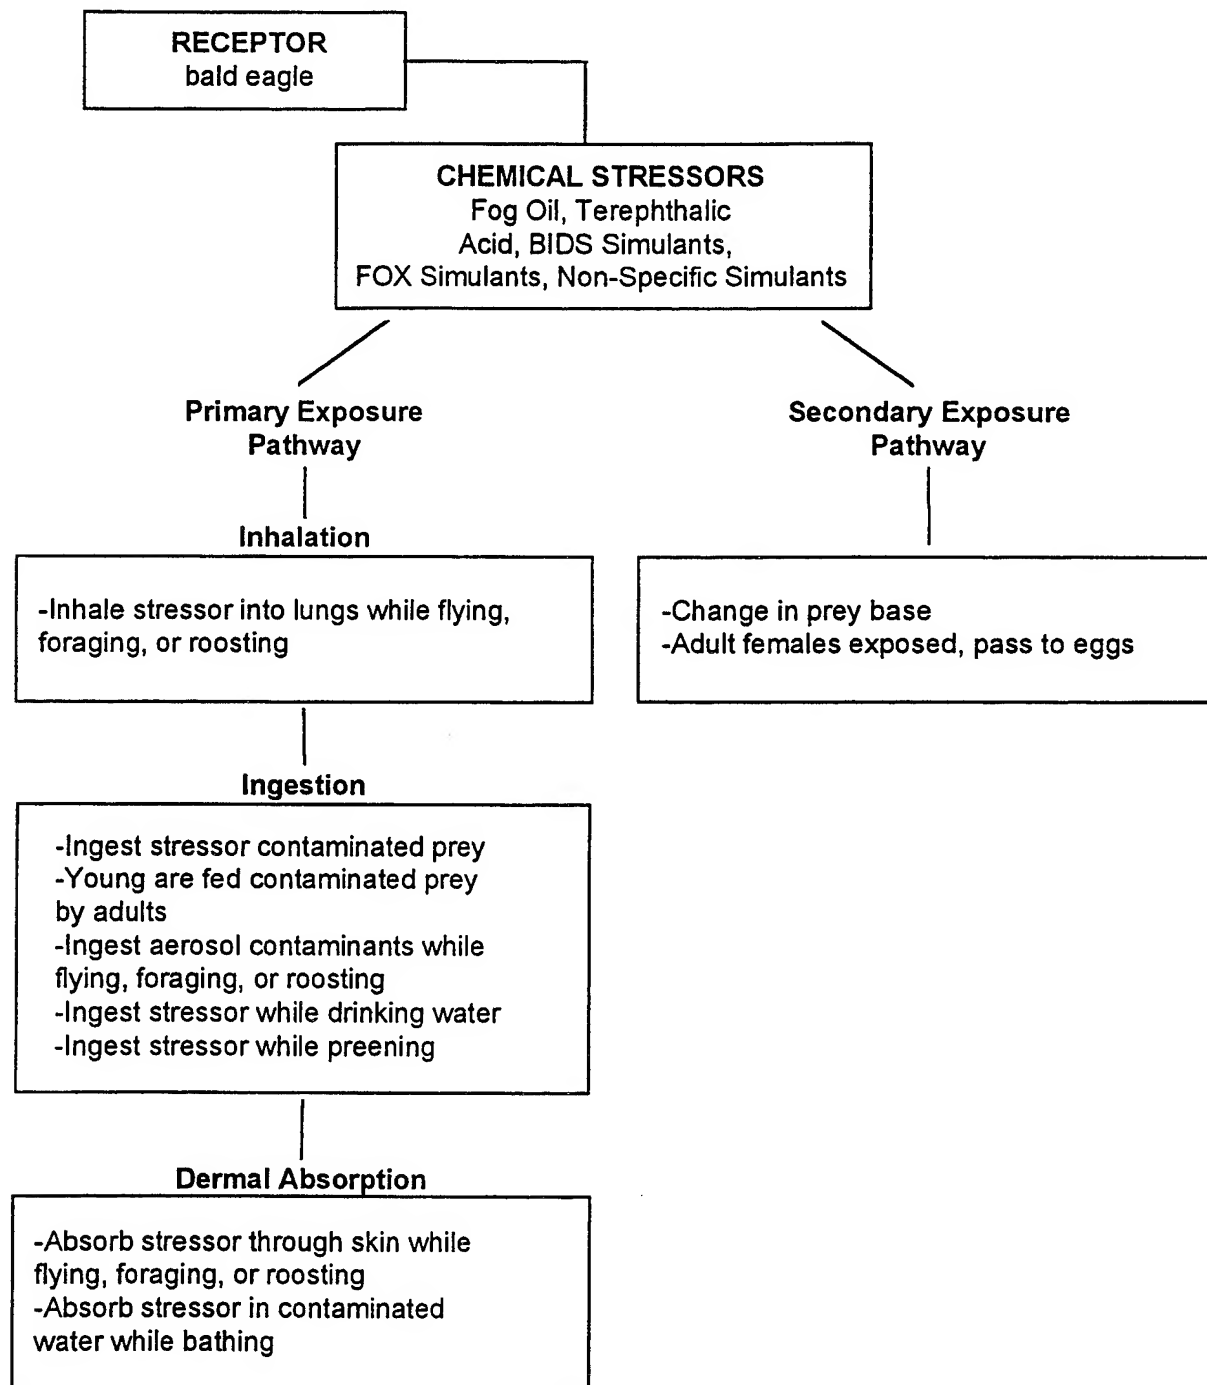 RECEPTOR
bald eagle
CHEMICAL STRESSORS
Fog Oil, Terephthalic
Acid, BIDS Simulants,
FOX Simulants, Non-Specific Simulants
Primary Exposure
Pathway
Secondary Exposure
Pathway
Inhalation
-Inhale stressor into lungs while flying,
foraging, or roosting
-Change in prey base
-Adult females exposed, pass to eggs
Ingestion
-Ingest stressor contaminated prey
-Young are fed contaminated prey
by adults
-Ingest aerosol contaminants while
flying, foraging, or roosting
-Ingest stressor while drinking water
-Ingest stressor while preening
Dermal Absorption
-Absorb stressor through skin while
flying, foraging, or roosting
-Absorb stressor in contaminated
water while bathing